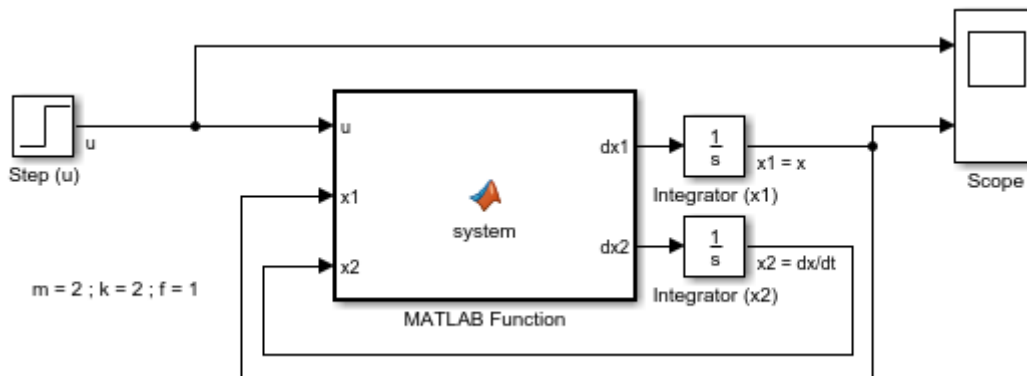 u
Step (u)
u
x1
x2
system
dx1
dx2
MATLAB Function
1
s
x1 = x
Integrator (x1)
1
s
x2 = dx/dt
Integrator (x2)
Scope
m = 2 ; k = 2 ; f = 1